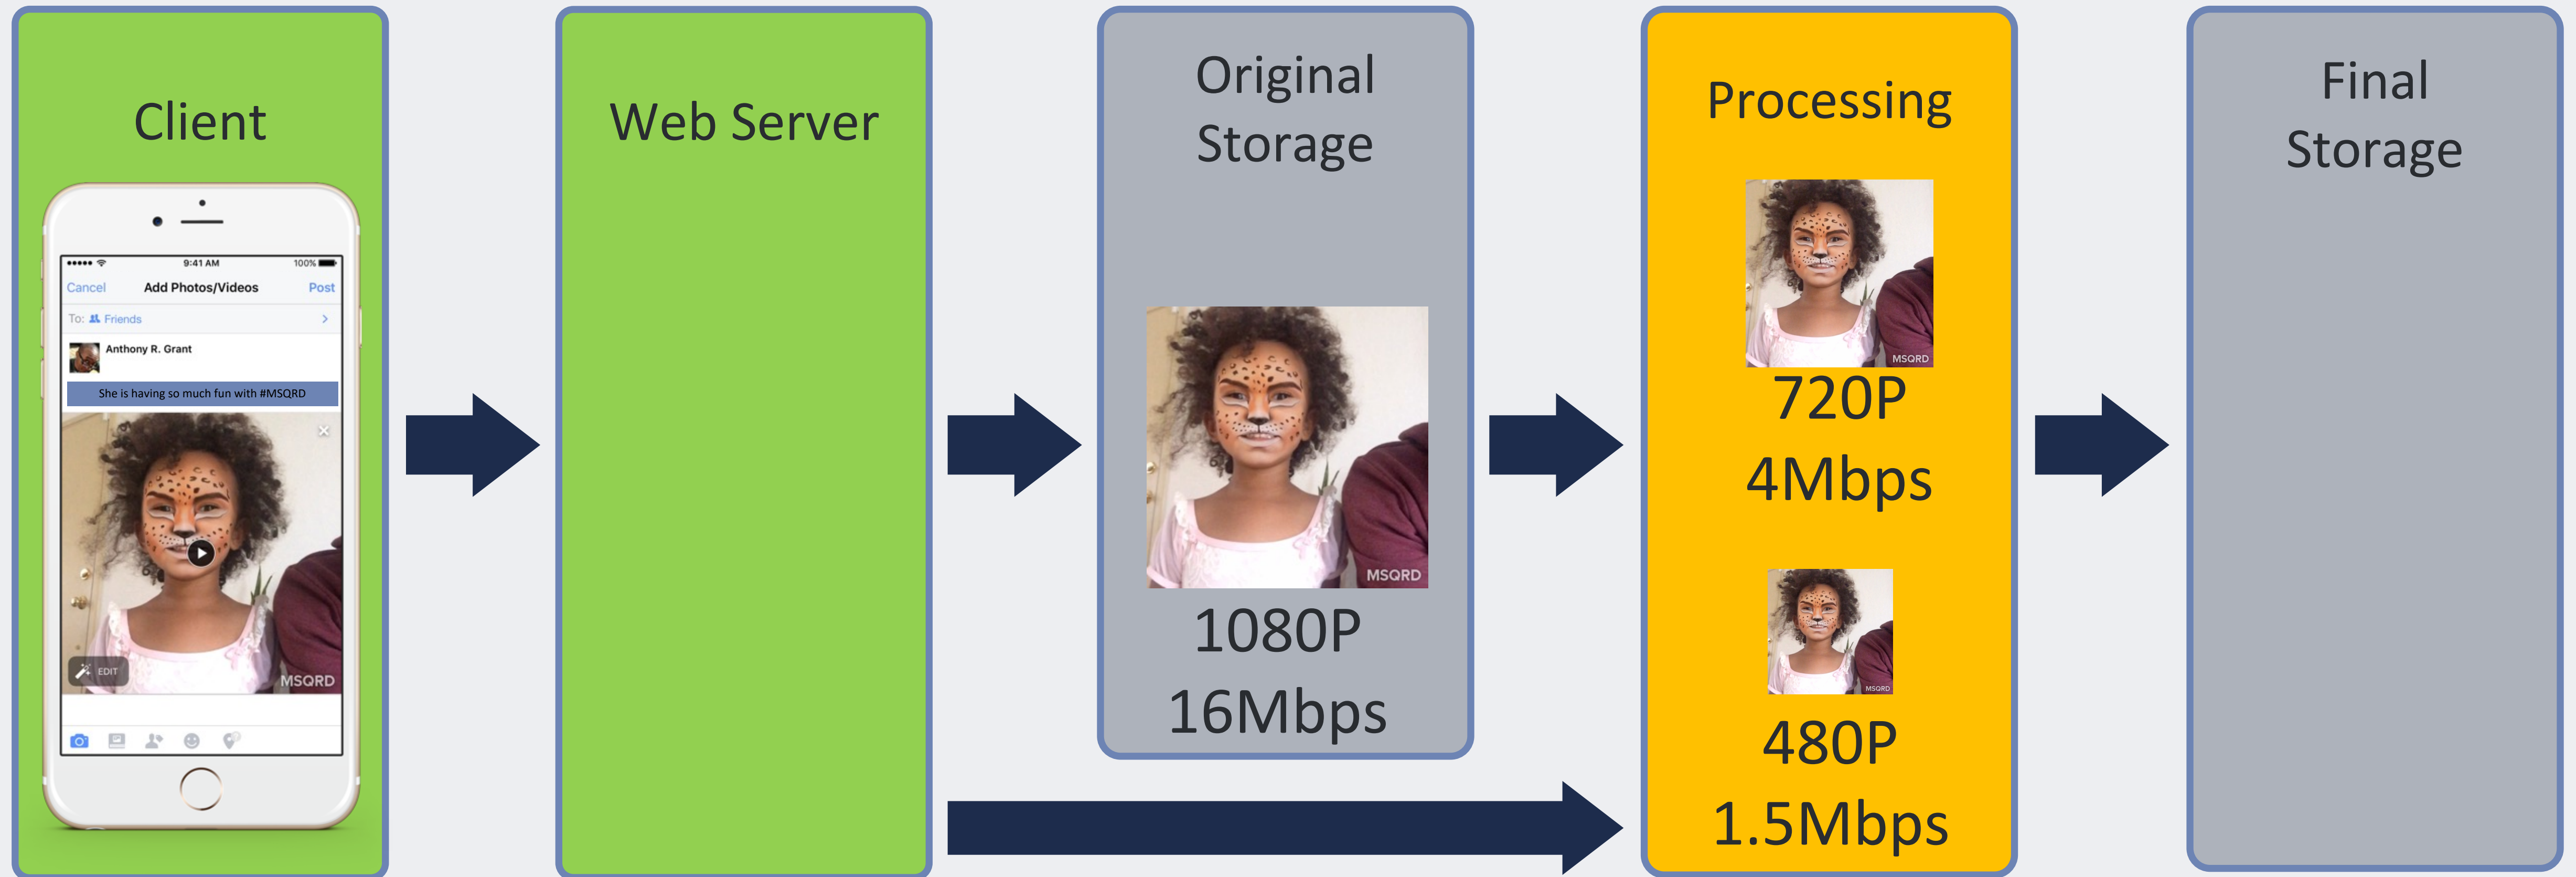 Client
9:41 AM
100%
Cancel
Add Photos/Videos
Post
To: Friends
Anthony R. Grant
She is having so much fun with #MSQRD
EDIT
MSQRD
Web Server
Original
Storage
MSQRD
1080P
16Mbps
Processing
MSQRD
720P
4Mbps
MSQRD
480P
1.5Mbps
Final
Storage